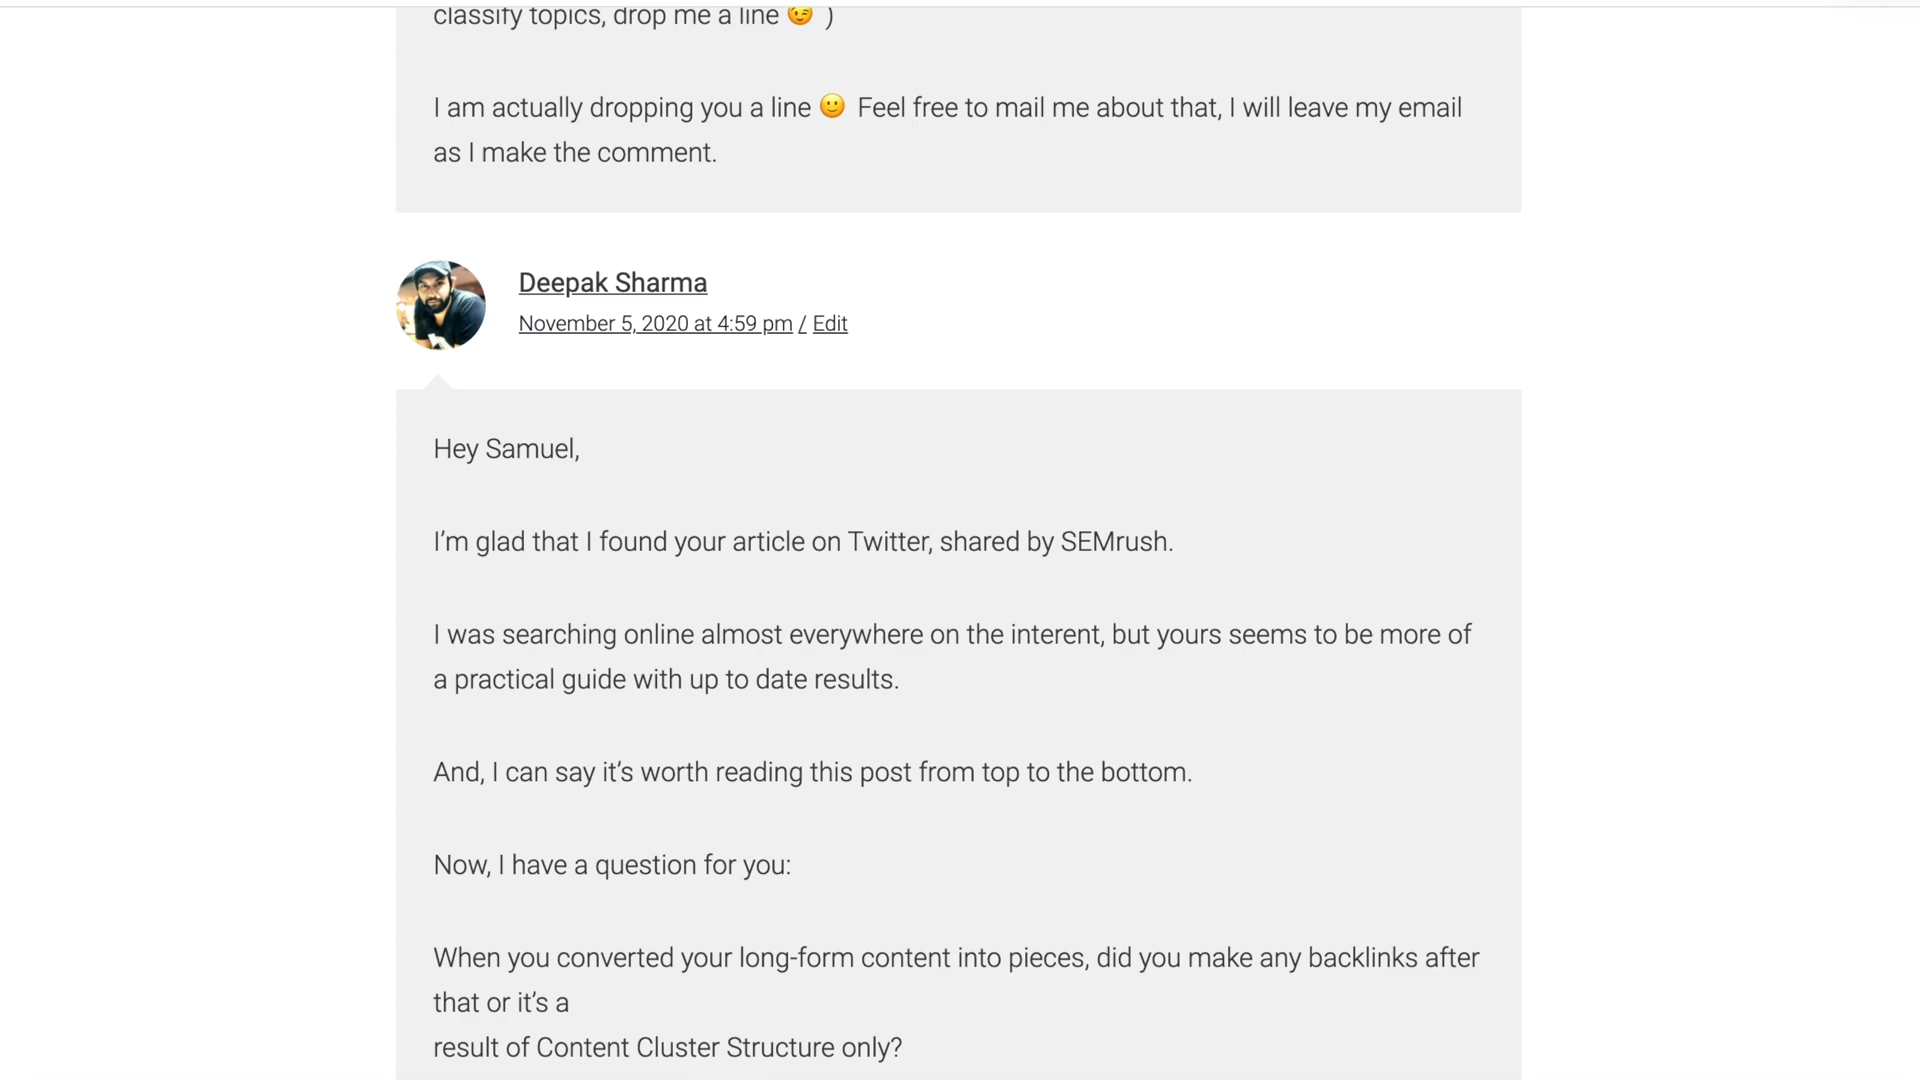 classify topics, drop me a line 😉 )
I am actually dropping you a line 🙂 Feel free to mail me about that, I will leave my email
as I make the comment.
Deepak Sharma
November 5, 2020 at 4:59 pm / Edit
Hey Samuel,
I’m glad that I found your article on Twitter, shared by SEMrush.
I was searching online almost everywhere on the interent, but yours seems to be more of
a practical guide with up to date results.
And, I can say it’s worth reading this post from top to the bottom.
Now, I have a question for you:
When you converted your long-form content into pieces, did you make any backlinks after
that or it’s a
result of Content Cluster Structure only?